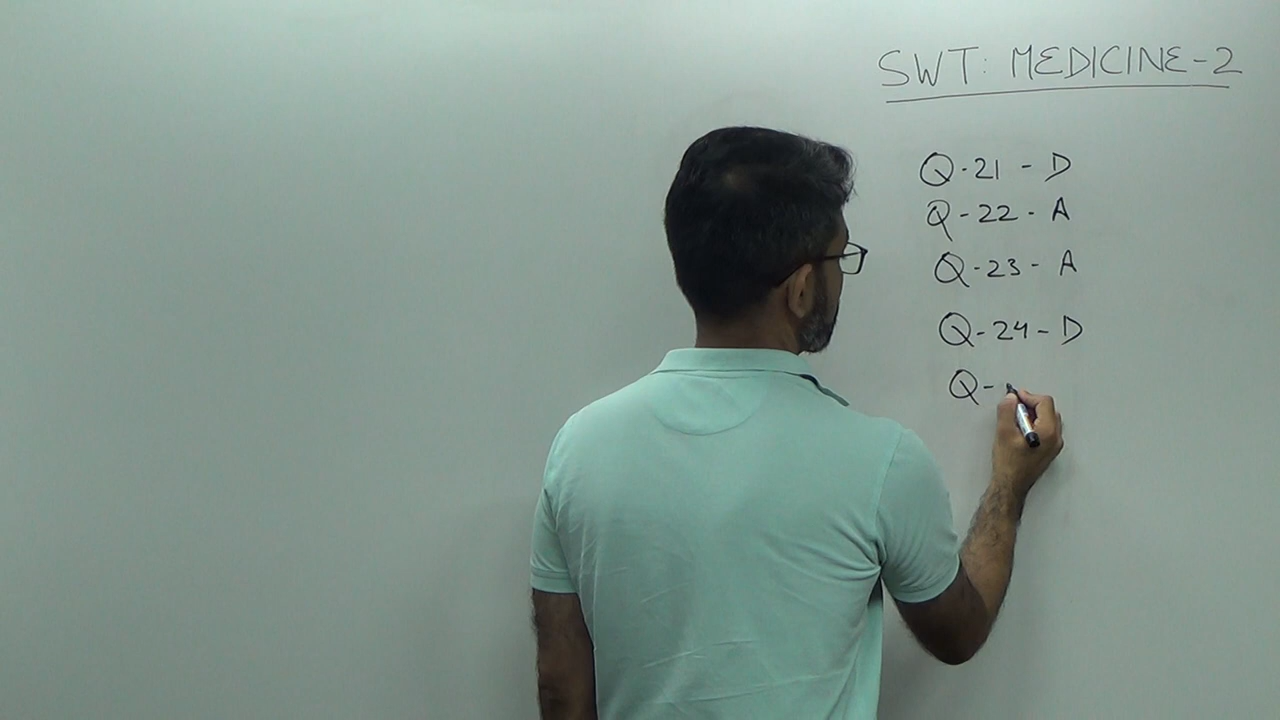 SWT: MEDICINE-2
Q-21 - D
Q-22- A
Q-23- A
Q-24-D
Q-